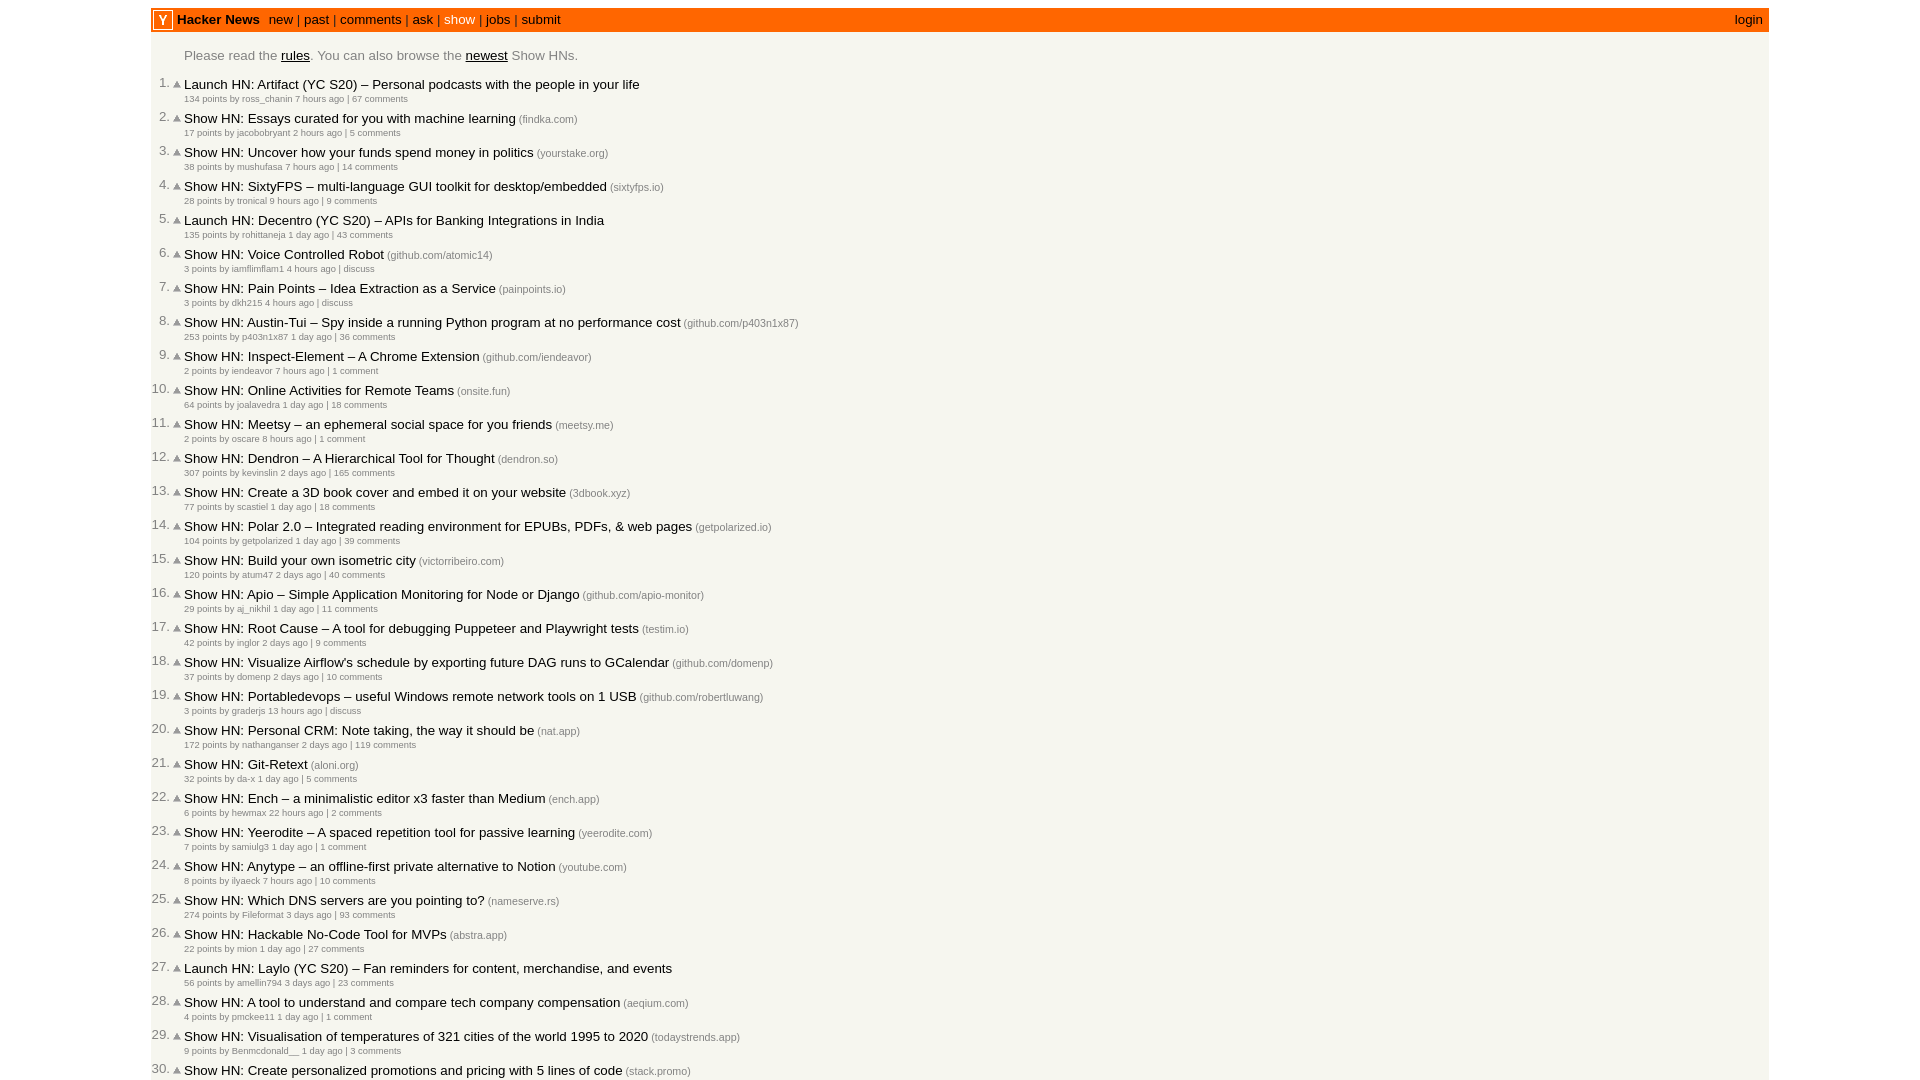 Y Hacker News new | past | comments | ask | show | jobs | submit login
Please read the rules. You can also browse the newest Show HNs.
1. Launch HN: Artifact (YC S20) – Personal podcasts with the people in your life
134 points by ross_chanin 7 hours ago | 67 comments
2. Show HN: Essays curated for you with machine learning (findka.com)
17 points by jacobobryant 2 hours ago | 5 comments
3. Show HN: Uncover how your funds spend money in politics (yourstake.org)
38 points by mushufasa 7 hours ago | 14 comments
4. Show HN: SixtyFPS – multi-language GUI toolkit for desktop/embedded (sixtyfps.io)
28 points by tronical 9 hours ago | 9 comments
5. Launch HN: Decentro (YC S20) – APIs for Banking Integrations in India
135 points by rohittaneja 1 day ago | 43 comments
6. Show HN: Voice Controlled Robot (github.com/atomic14)
3 points by iamflimflam1 4 hours ago | discuss
7. Show HN: Pain Points – Idea Extraction as a Service (painpoints.io)
3 points by dkh215 4 hours ago | discuss
8. Show HN: Austin-Tui – Spy inside a running Python program at no performance cost (github.com/p403n1x87)
253 points by p403n1x87 1 day ago | 36 comments
9. Show HN: Inspect-Element – A Chrome Extension (github.com/iendeavor)
2 points by iendeavor 7 hours ago | 1 comment
10. Show HN: Online Activities for Remote Teams (onsite.fun)
64 points by joalavedra 1 day ago | 18 comments
11. Show HN: Meetsy – an ephemeral social space for you friends (meetsy.me)
2 points by oscare 8 hours ago | 1 comment
12. Show HN: Dendron – A Hierarchical Tool for Thought (dendron.so)
307 points by kevinslin 2 days ago | 165 comments
13. Show HN: Create a 3D book cover and embed it on your website (3dbook.xyz)
77 points by scastiel 1 day ago | 18 comments
14. Show HN: Polar 2.0 – Integrated reading environment for EPUBs, PDFs, & web pages (getpolarized.io)
104 points by getpolarized 1 day ago | 39 comments
15. Show HN: Build your own isometric city (victorribeiro.com)
120 points by atum47 2 days ago | 40 comments
16. Show HN: Apio – Simple Application Monitoring for Node or Django (github.com/apio-monitor)
29 points by aj_nikhil 1 day ago | 11 comments
17. Show HN: Root Cause – A tool for debugging Puppeteer and Playwright tests (testim.io)
42 points by inglor 2 days ago | 9 comments
18. Show HN: Visualize Airflow's schedule by exporting future DAG runs to GCalendar (github.com/domenp)
37 points by domenp 2 days ago | 10 comments
19. Show HN: Portabledevops – useful Windows remote network tools on 1 USB (github.com/robertluwang)
3 points by graderjs 13 hours ago | discuss
20. Show HN: Personal CRM: Note taking, the way it should be (nat.app)
172 points by nathanganser 2 days ago | 119 comments
21. Show HN: Git-Retext (aloni.org)
32 points by da-x 1 day ago | 5 comments
22. Show HN: Ench – a minimalistic editor x3 faster than Medium (ench.app)
6 points by hewmax 22 hours ago | 2 comments
23. Show HN: Yeerodite – A spaced repetition tool for passive learning (yeerodite.com)
7 points by samiulg3 1 day ago | 1 comment
24. Show HN: Anytype – an offline-first private alternative to Notion (youtube.com)
8 points by ilyaeck 7 hours ago | 10 comments
25. Show HN: Which DNS servers are you pointing to? (nameserve.rs)
274 points by Fileformat 3 days ago | 93 comments
26. Show HN: Hackable No-Code Tool for MVPs (abstra.app)
22 points by mion 1 day ago | 27 comments
27. Launch HN: Laylo (YC S20) – Fan reminders for content, merchandise, and events
56 points by amellin794 3 days ago | 23 comments
28. Show HN: A tool to understand and compare tech company compensation (aeqium.com)
4 points by pmckee11 1 day ago | 1 comment
29. Show HN: Visualisation of temperatures of 321 cities of the world 1995 to 2020 (todaystrends.app)
9 points by Benmcdonald__ 1 day ago | 3 comments
30. Show HN: Create personalized promotions and pricing with 5 lines of code (stack.promo)